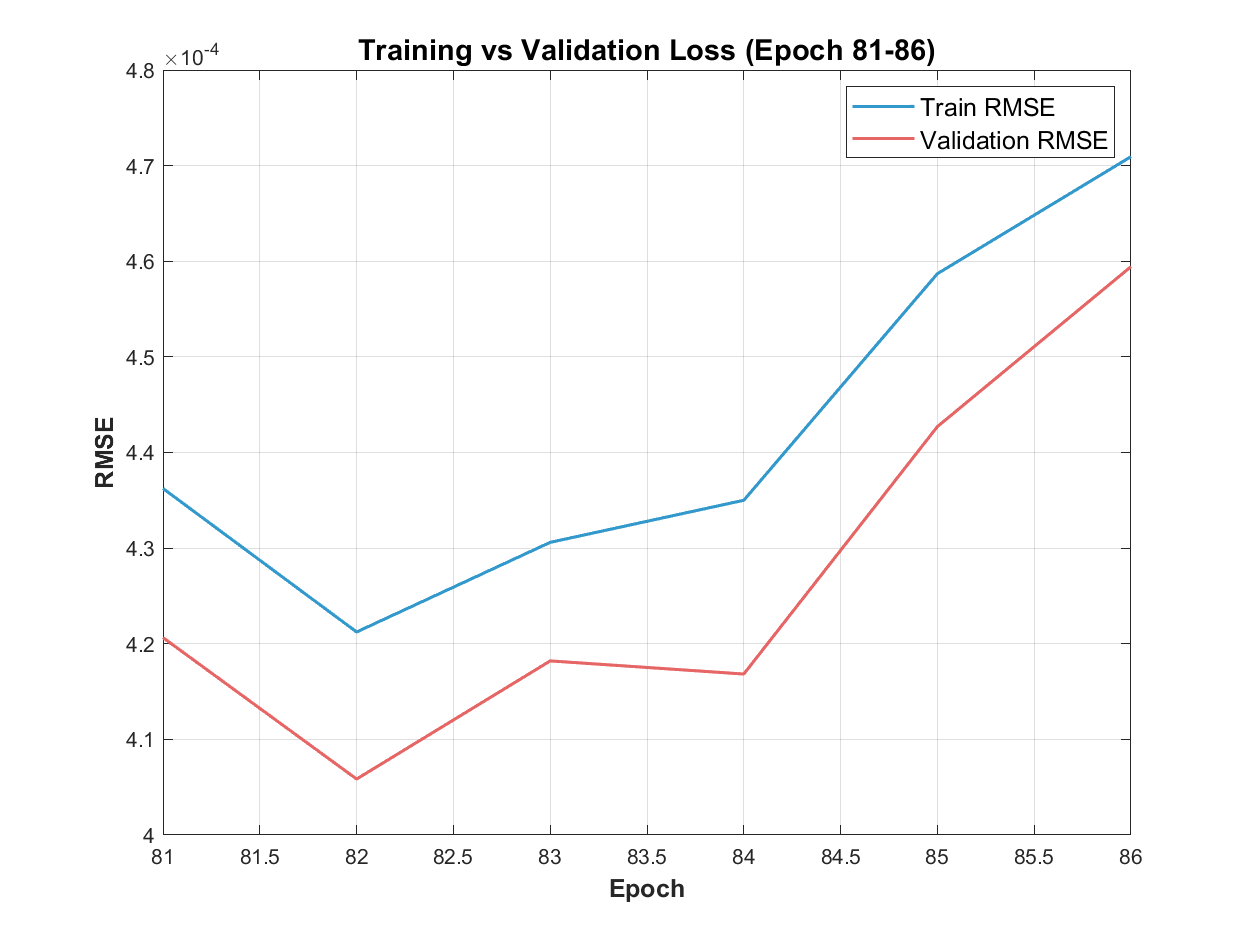 Training vs Validation Loss (Epoch 81-86)
×10-4
4.8
4.7
4.6
4.5
4.4
4.3
4.2
4.1
4
RMSE
Train RMSE
Validation RMSE
81 81.5 82 82.5 83 83.5 84 84.5 85 85.5 86
Epoch